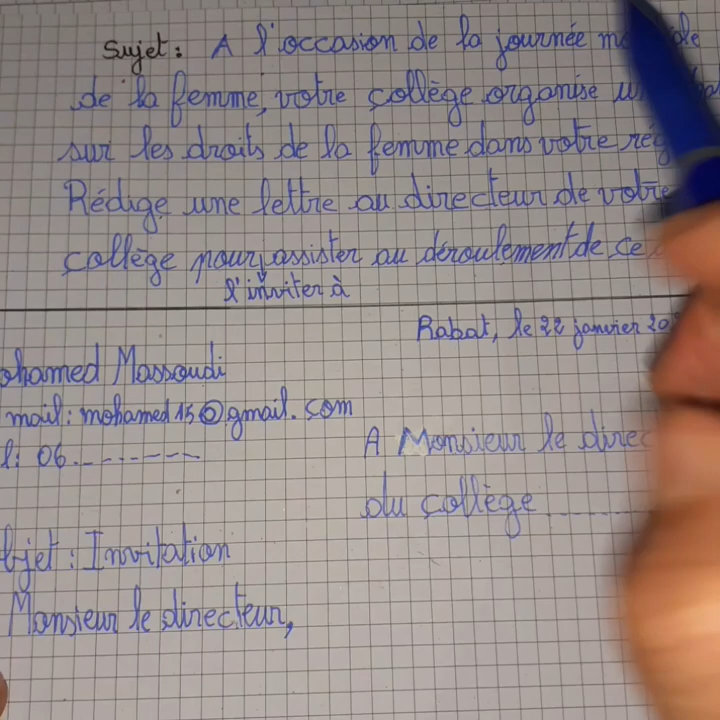 Sujet: A l'occasion de la journée
de la femme, votre collège organise
sur les droits de la femme dans votre
Rédige une lettre au directeur de votre
collège pour assister au déroulement de ce
l'inviter à
Rabat, le 22 janvier
ohamed Massoudi
mail: mohamed15@gmail.com
l: 06.--------
A Monsieur le direc
du collège ........
bjet: Invitation
Monsieur le directeur,